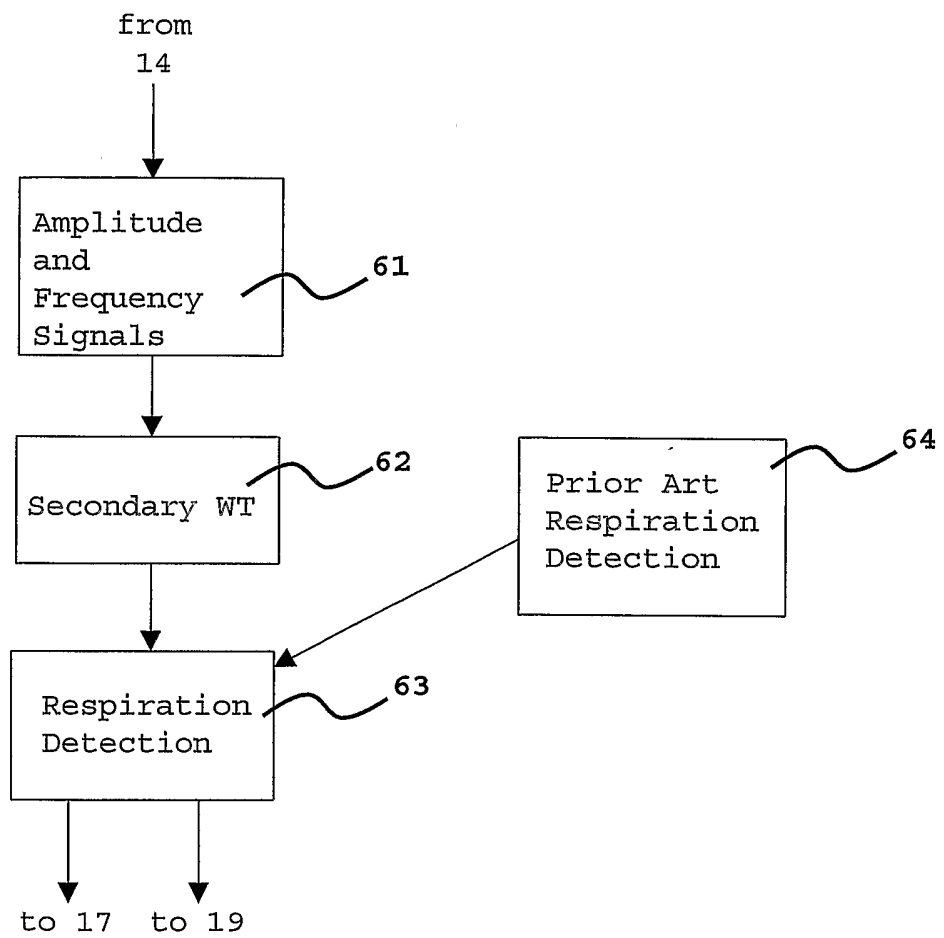 from
14
Amplitude
and
Frequency
Signals
61
Secondary WT
62
Prior Art
Respiration
Detection
64
Respiration
Detection
63
to 17
to 19